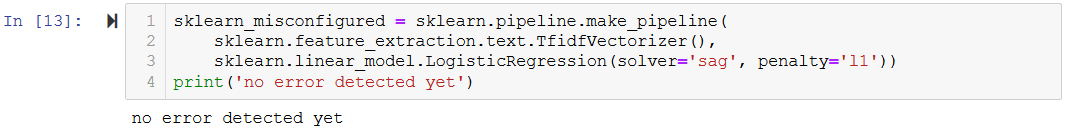 In [13]:
1 sklearn_misconfigured = sklearn.pipeline.make_pipeline(
2     sklearn.feature_extraction.text.TfidfVectorizer(),
3     sklearn.linear_model.LogisticRegression(solver='sag', penalty='l1'))
4 print('no error detected yet')
no error detected yet